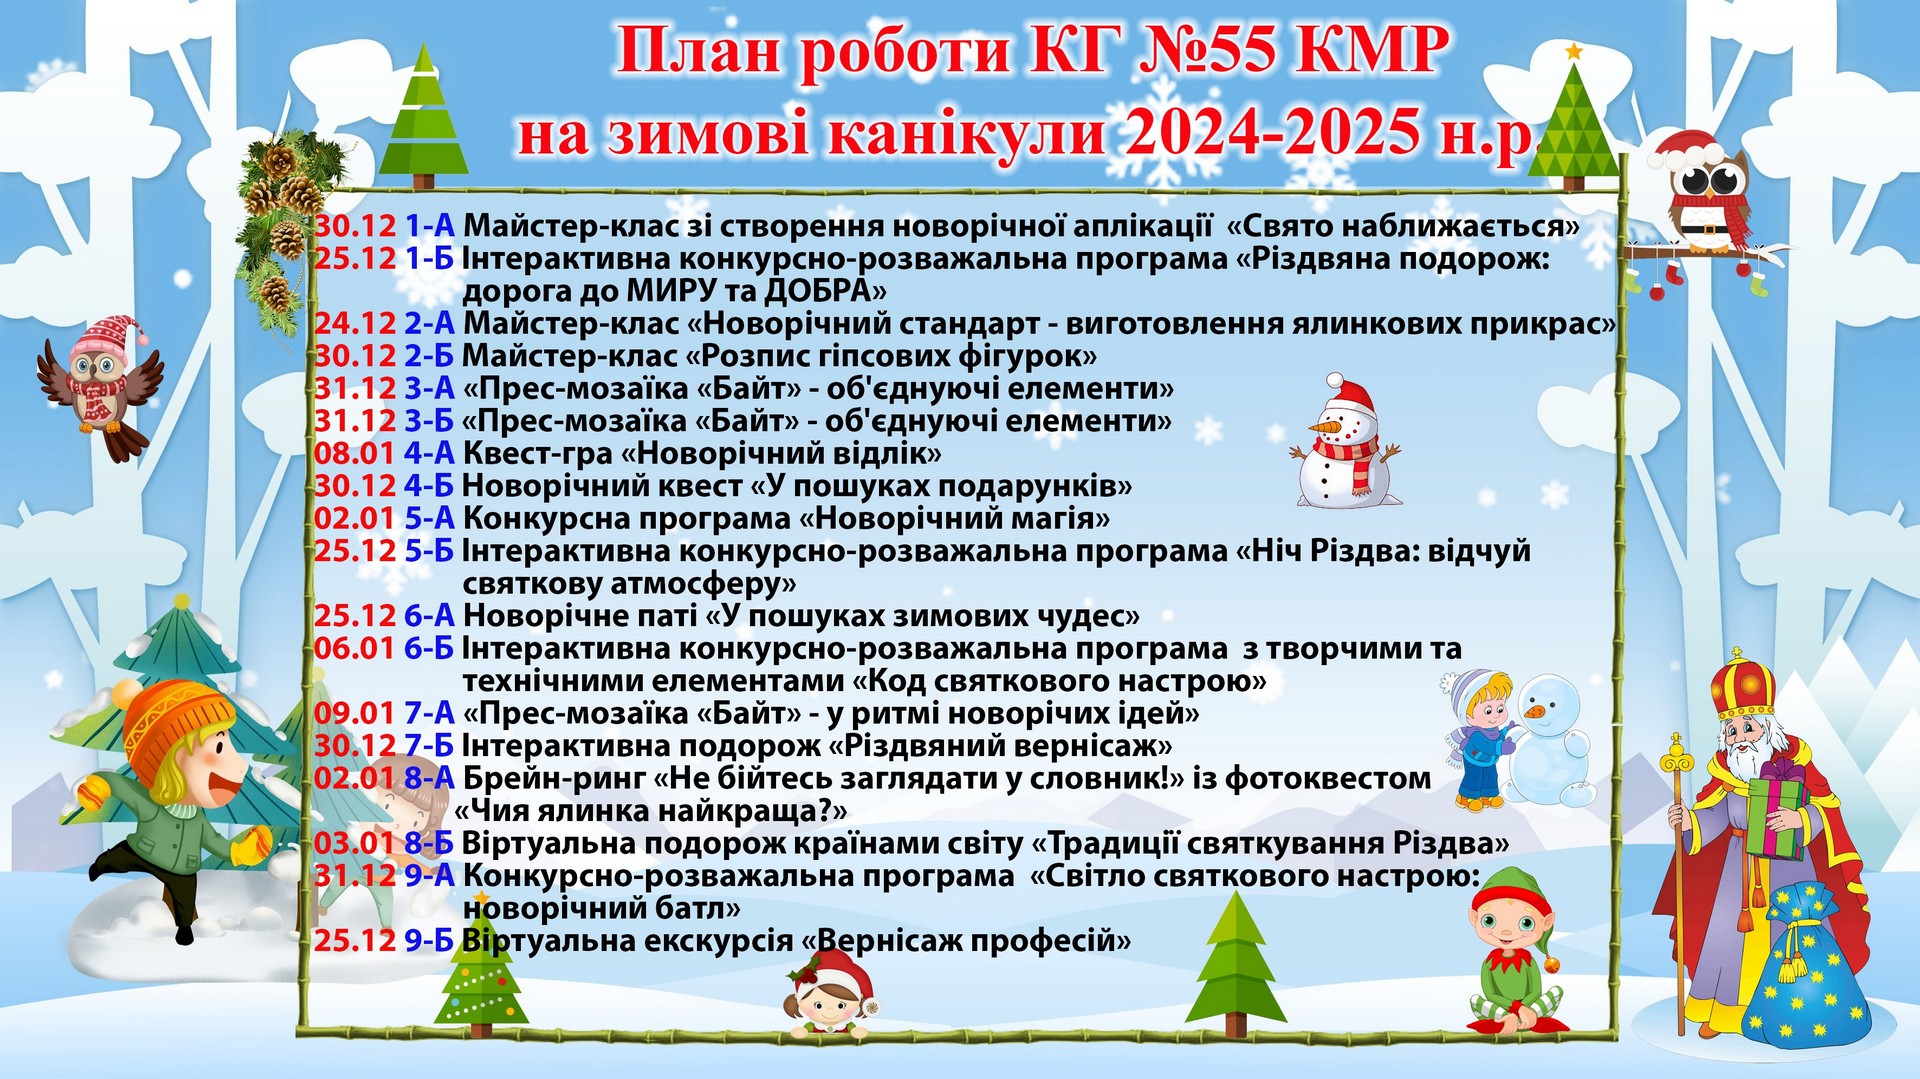 План роботи КГ №55 КМР
на зимові канікули 2024-2025 н.р.
30.12 1-А Майстер-клас зі створення новорічної аплікації «Свято наближається»
25.12 1-Б Інтерактивна конкурсно-розважальна програма «Різдвяна подорож:
дорога до МИРУ та ДОБРА»
24.12 2-А Майстер-клас «Новорічний стандарт - виготовлення ялинкових прикрас»
30.12 2-Б Майстер-клас «Розпис гіпсових фігурок»
31.12 3-А «Прес-мозаїка «Байт» - об'єднуючі елементи»
31.12 3-Б «Прес-мозаїка «Байт» - об'єднуючі елементи»
08.01 4-А Квест-гра «Новорічний відлік»
30.12 4-Б Новорічний квест «У пошуках подарунків»
02.01 5-А Конкурсна програма «Новорічний магія»
25.12 5-Б Інтерактивна конкурсно-розважальна програма «Ніч Різдва: відчуй
святкову атмосферу»
25.12 6-А Новорічне паті «У пошуках зимових чудес»
06.01 6-Б Інтерактивна конкурсно-розважальна програма з творчими та
технічними елементами «Код святкового настрою»
09.01 7-А «Прес-мозаїка «Байт» - у ритмі новорічих ідей»
30.12 7-Б Інтерактивна подорож «Різдвяний вернісаж»
02.01 8-А Брейн-ринг «Не бійтесь заглядати у словник!» із фотоквестом
«Чия ялинка найкраща?»
03.01 8-Б Віртуальна подорож країнами світу «Традиції святкування Різдва»
31.12 9-А Конкурсно-розважальна програма «Світло святкового настрою:
новорічний батл»
25.12 9-Б Віртуальна екскурсія «Вернісаж професій»